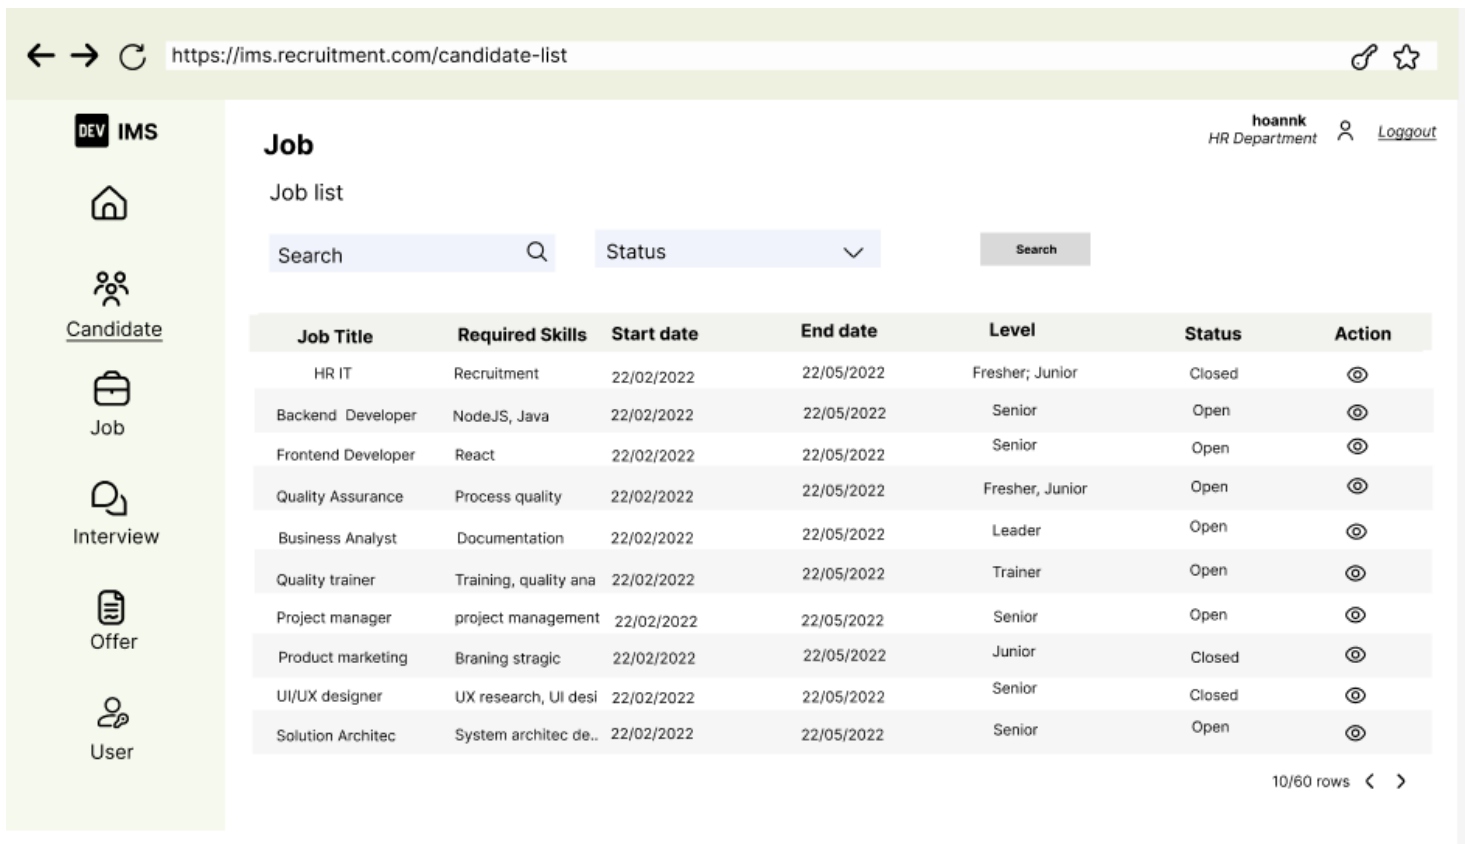 https://ims.recruitment.com/candidate-list
DEV IMS
hoannk
HR Department
Loggout
Job
Job list
Search
Status
Search
Candidate
Job
Interview
Offer
User
Job Title Required Skills Start date End date Level Status Action
HR IT Recruitment 22/02/2022 22/05/2022 Fresher; Junior Closed
Backend Developer NodeJS, Java 22/02/2022 22/05/2022 Senior Open
Frontend Developer React 22/02/2022 22/05/2022 Senior Open
Quality Assurance Process quality 22/02/2022 22/05/2022 Fresher, Junior Open
Business Analyst Documentation 22/02/2022 22/05/2022 Leader Open
Quality trainer Training, quality ana 22/02/2022 22/05/2022 Trainer Open
Project manager project management 22/02/2022 22/05/2022 Senior Open
Product marketing Braning stragic 22/02/2022 22/05/2022 Junior Closed
UI/UX designer UX research, UI desi 22/02/2022 22/05/2022 Senior Closed
Solution Architec System architec de.. 22/02/2022 22/05/2022 Senior Open
10/60 rows